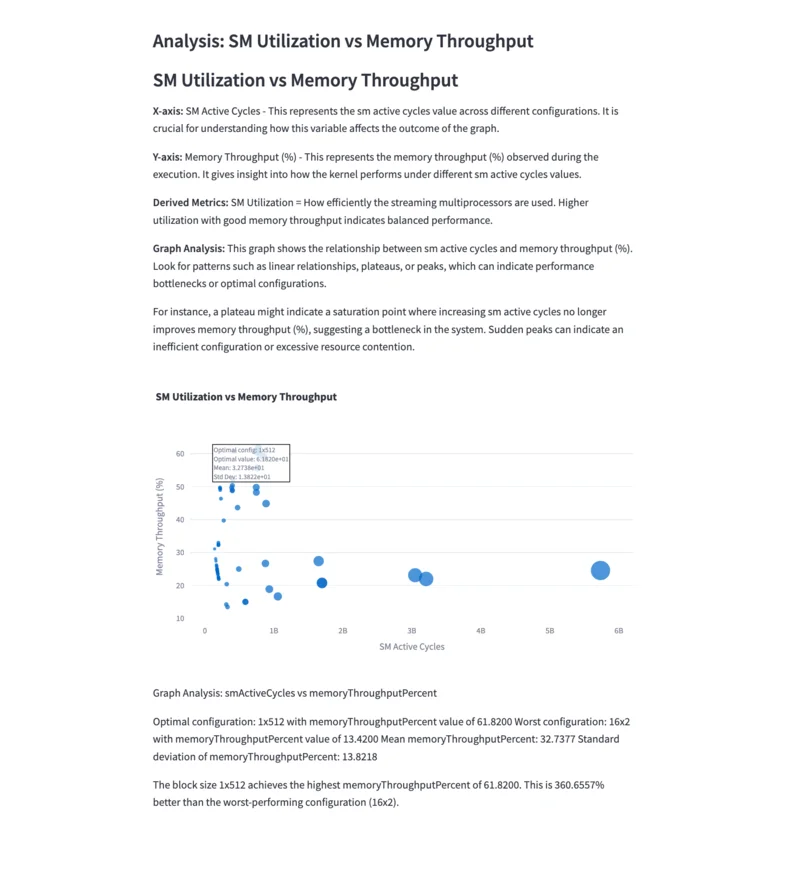 Analysis: SM Utilization vs Memory Throughput
SM Utilization vs Memory Throughput
X-axis: SM Active Cycles - This represents the sm active cycles value across different configurations. It is
crucial for understanding how this variable affects the outcome of the graph.
Y-axis: Memory Throughput (%) - This represents the memory throughput (%) observed during the
execution. It gives insight into how the kernel performs under different sm active cycles values.
Derived Metrics: SM Utilization = How efficiently the streaming multiprocessors are used. Higher
utilization with good memory throughput indicates balanced performance.
Graph Analysis: This graph shows the relationship between sm active cycles and memory throughput (%).
Look for patterns such as linear relationships, plateaus, or peaks, which can indicate performance
bottlenecks or optimal configurations.
For instance, a plateau might indicate a saturation point where increasing sm active cycles no longer
improves memory throughput (%), suggesting a bottleneck in the system. Sudden peaks can indicate an
inefficient configuration or excessive resource contention.
SM Utilization vs Memory Throughput
Optimal config: 1x512
Optimal value: 6.1820e+01
Mean: 3.2738e+01
Std Dev: 1.3822e+01
Memory Throughput (%)
60
50
40
30
20
10
0 1B 2B 3B 4B 5B 6B
SM Active Cycles
Graph Analysis: smActiveCycles vs memoryThroughputPercent
Optimal configuration: 1x512 with memoryThroughputPercent value of 61.8200 Worst configuration: 16x2
with memoryThroughputPercent value of 13.4200 Mean memoryThroughputPercent: 32.7377 Standard
deviation of memoryThroughputPercent: 13.8218
The block size 1x512 achieves the highest memoryThroughputPercent of 61.8200. This is 360.6557%
better than the worst-performing configuration (16x2).